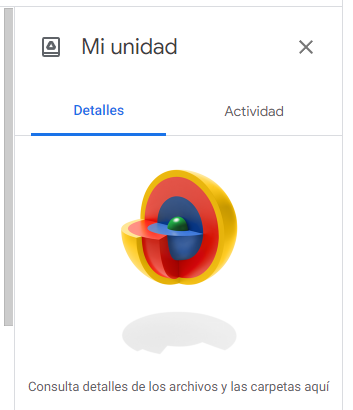 Mi unidad
Detalles
Actividad
Consulta detalles de los archivos y las carpetas aquí